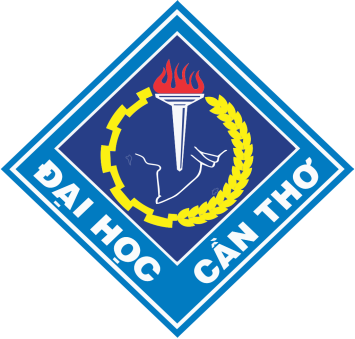 ĐẠI HỌC
CẦN THƠ